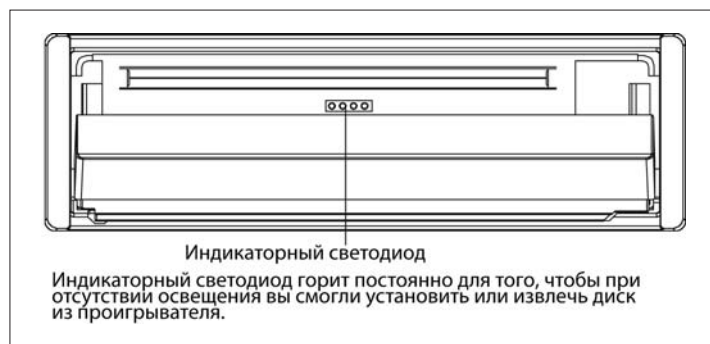 Индикаторный светодиод
Индикаторный светодиод горит постоянно для того, чтобы при
отсутствии освещения вы смогли установить или извлечь диск
из проигрывателя.